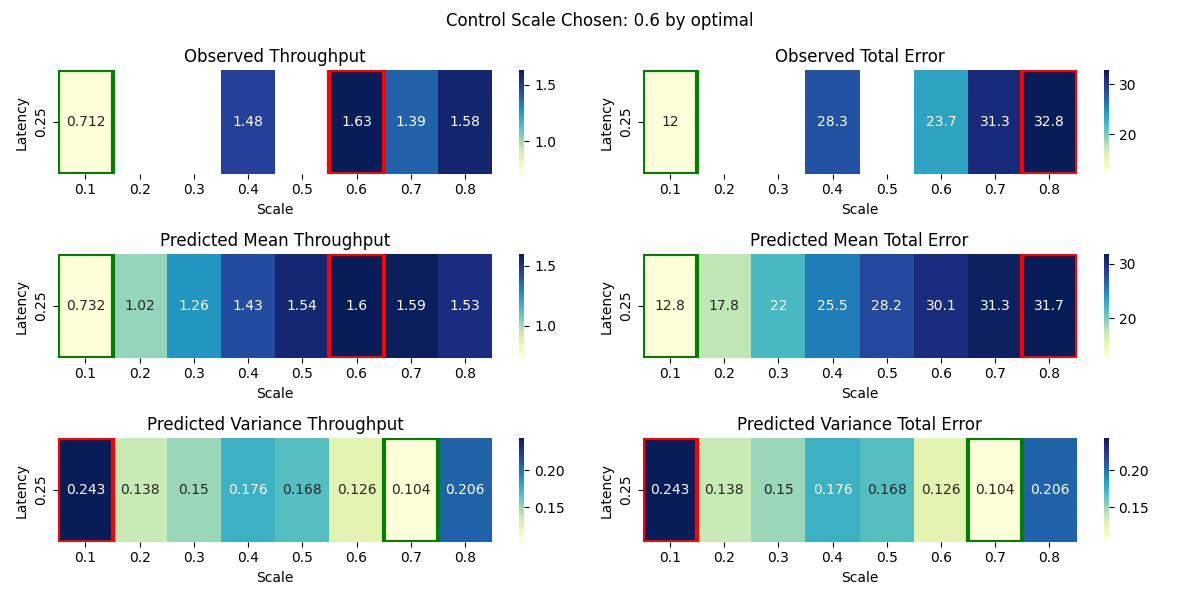 Control Scale Chosen: 0.6 by optimal
Observed Throughput
Latency
0.25
0.712
1.48
1.63
1.39
1.58
0.1 0.2 0.3 0.4 0.5 0.6 0.7 0.8
Scale
1.5
1.0
Observed Total Error
Latency
0.25
12
28.3
23.7
31.3
32.8
0.1 0.2 0.3 0.4 0.5 0.6 0.7 0.8
Scale
30
20
Predicted Mean Throughput
Latency
0.25
0.732 1.02 1.26 1.43 1.54 1.6 1.59 1.53
0.1 0.2 0.3 0.4 0.5 0.6 0.7 0.8
Scale
1.5
1.0
Predicted Mean Total Error
Latency
0.25
12.8 17.8 22 25.5 28.2 30.1 31.3 31.7
0.1 0.2 0.3 0.4 0.5 0.6 0.7 0.8
Scale
30
20
Predicted Variance Throughput
Latency
0.25
0.243 0.138 0.15 0.176 0.168 0.126 0.104 0.206
0.1 0.2 0.3 0.4 0.5 0.6 0.7 0.8
Scale
0.20
0.15
Predicted Variance Total Error
Latency
0.25
0.243 0.138 0.15 0.176 0.168 0.126 0.104 0.206
0.1 0.2 0.3 0.4 0.5 0.6 0.7 0.8
Scale
0.20
0.15